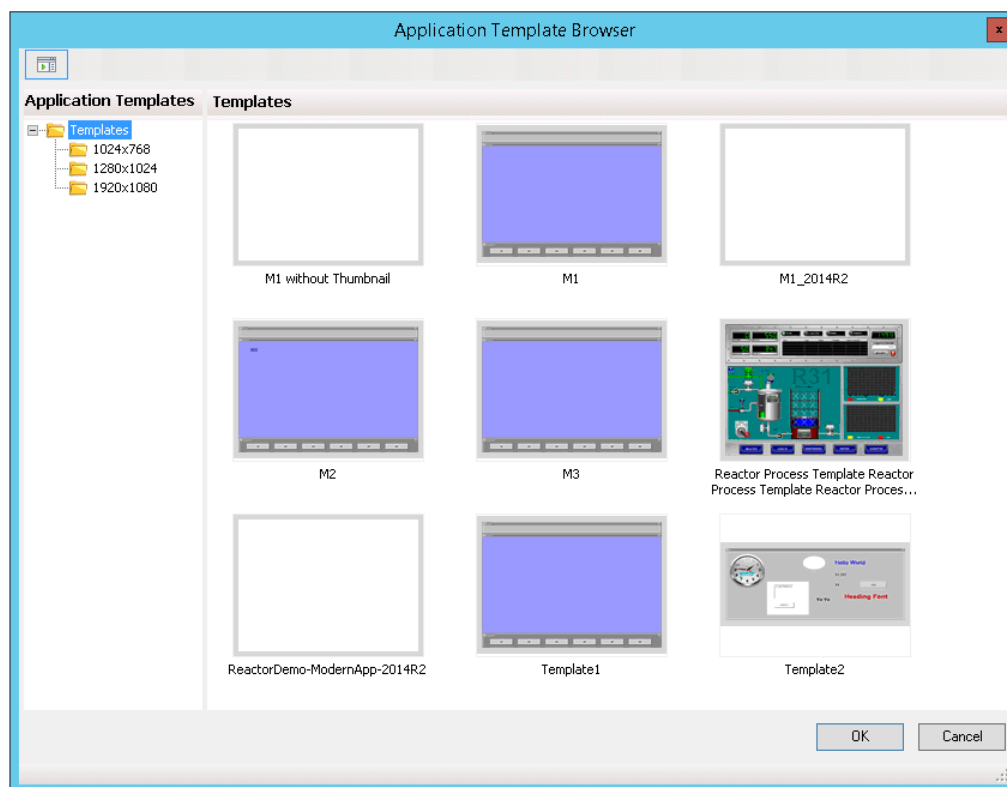 Application Template Browser
x
Application Templates
Templates
Templates
1024x768
1280x1024
1920x1080
M1 without Thumbnail
M1
M1_2014R2
M2
M3
R31
Reactor Process Template Reactor
Process Template Reactor Proces...
Hello World
Heading Font
ReactorDemo-ModernApp-2014R2
Template1
Template2
OK
Cancel